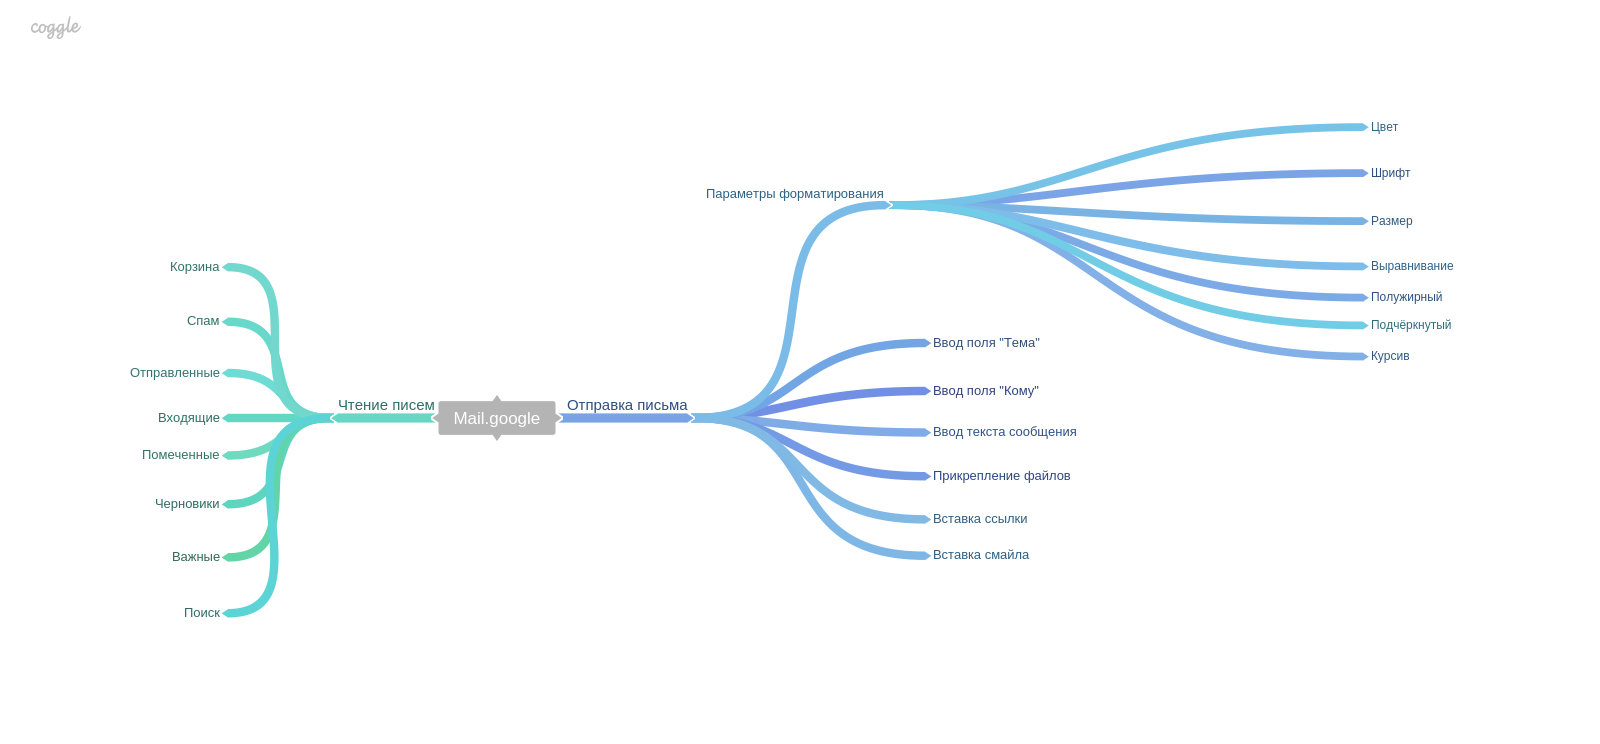 coggle
Mail.google
Чтение писем
Корзина
Спам
Отправленные
Входящие
Помеченные
Черновики
Важные
Поиск
Отправка письма
Параметры форматирования
Цвет
Шрифт
Размер
Выравнивание
Полужирный
Подчёркнутый
Курсив
Ввод поля "Тема"
Ввод поля "Кому"
Ввод текста сообщения
Прикрепление файлов
Вставка ссылки
Вставка смайла